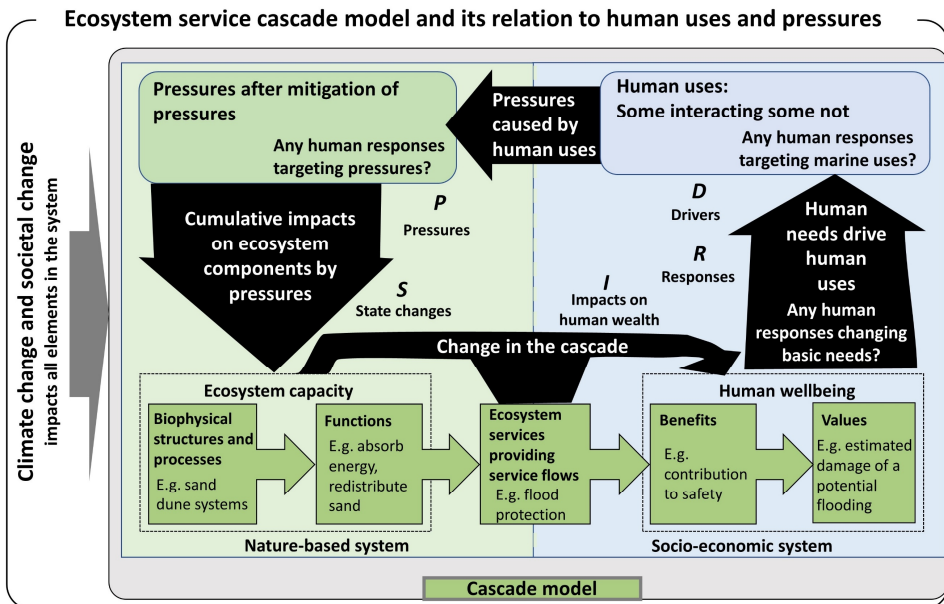 Ecosystem service cascade model and its relation to human uses and pressures
Climate change and societal change
impacts all elements in the system
Pressures after mitigation of
pressures
Any human responses
targeting pressures?
Pressures
caused by
human uses
Human uses:
Some interacting some not
Any human responses
targeting marine uses?
Cumulative impacts
on ecosystem
components by
pressures
P
Pressures
S
State changes
D
Drivers
R
Responses
I
Impacts on
human wealth
Human
needs drive
human
uses
Any human
responses changing
basic needs?
Change in the cascade
Ecosystem capacity
Biophysical
structures and
processes
E.g. sand
dune systems
Functions
E.g. absorb
energy,
redistribute
sand
Ecosystem
services
providing
service flows
E.g. flood
protection
Human wellbeing
Benefits
E.g.
contribution
to safety
Values
E.g. estimated
damage of a
potential
flooding
Nature-based system
Socio-economic system
Cascade model